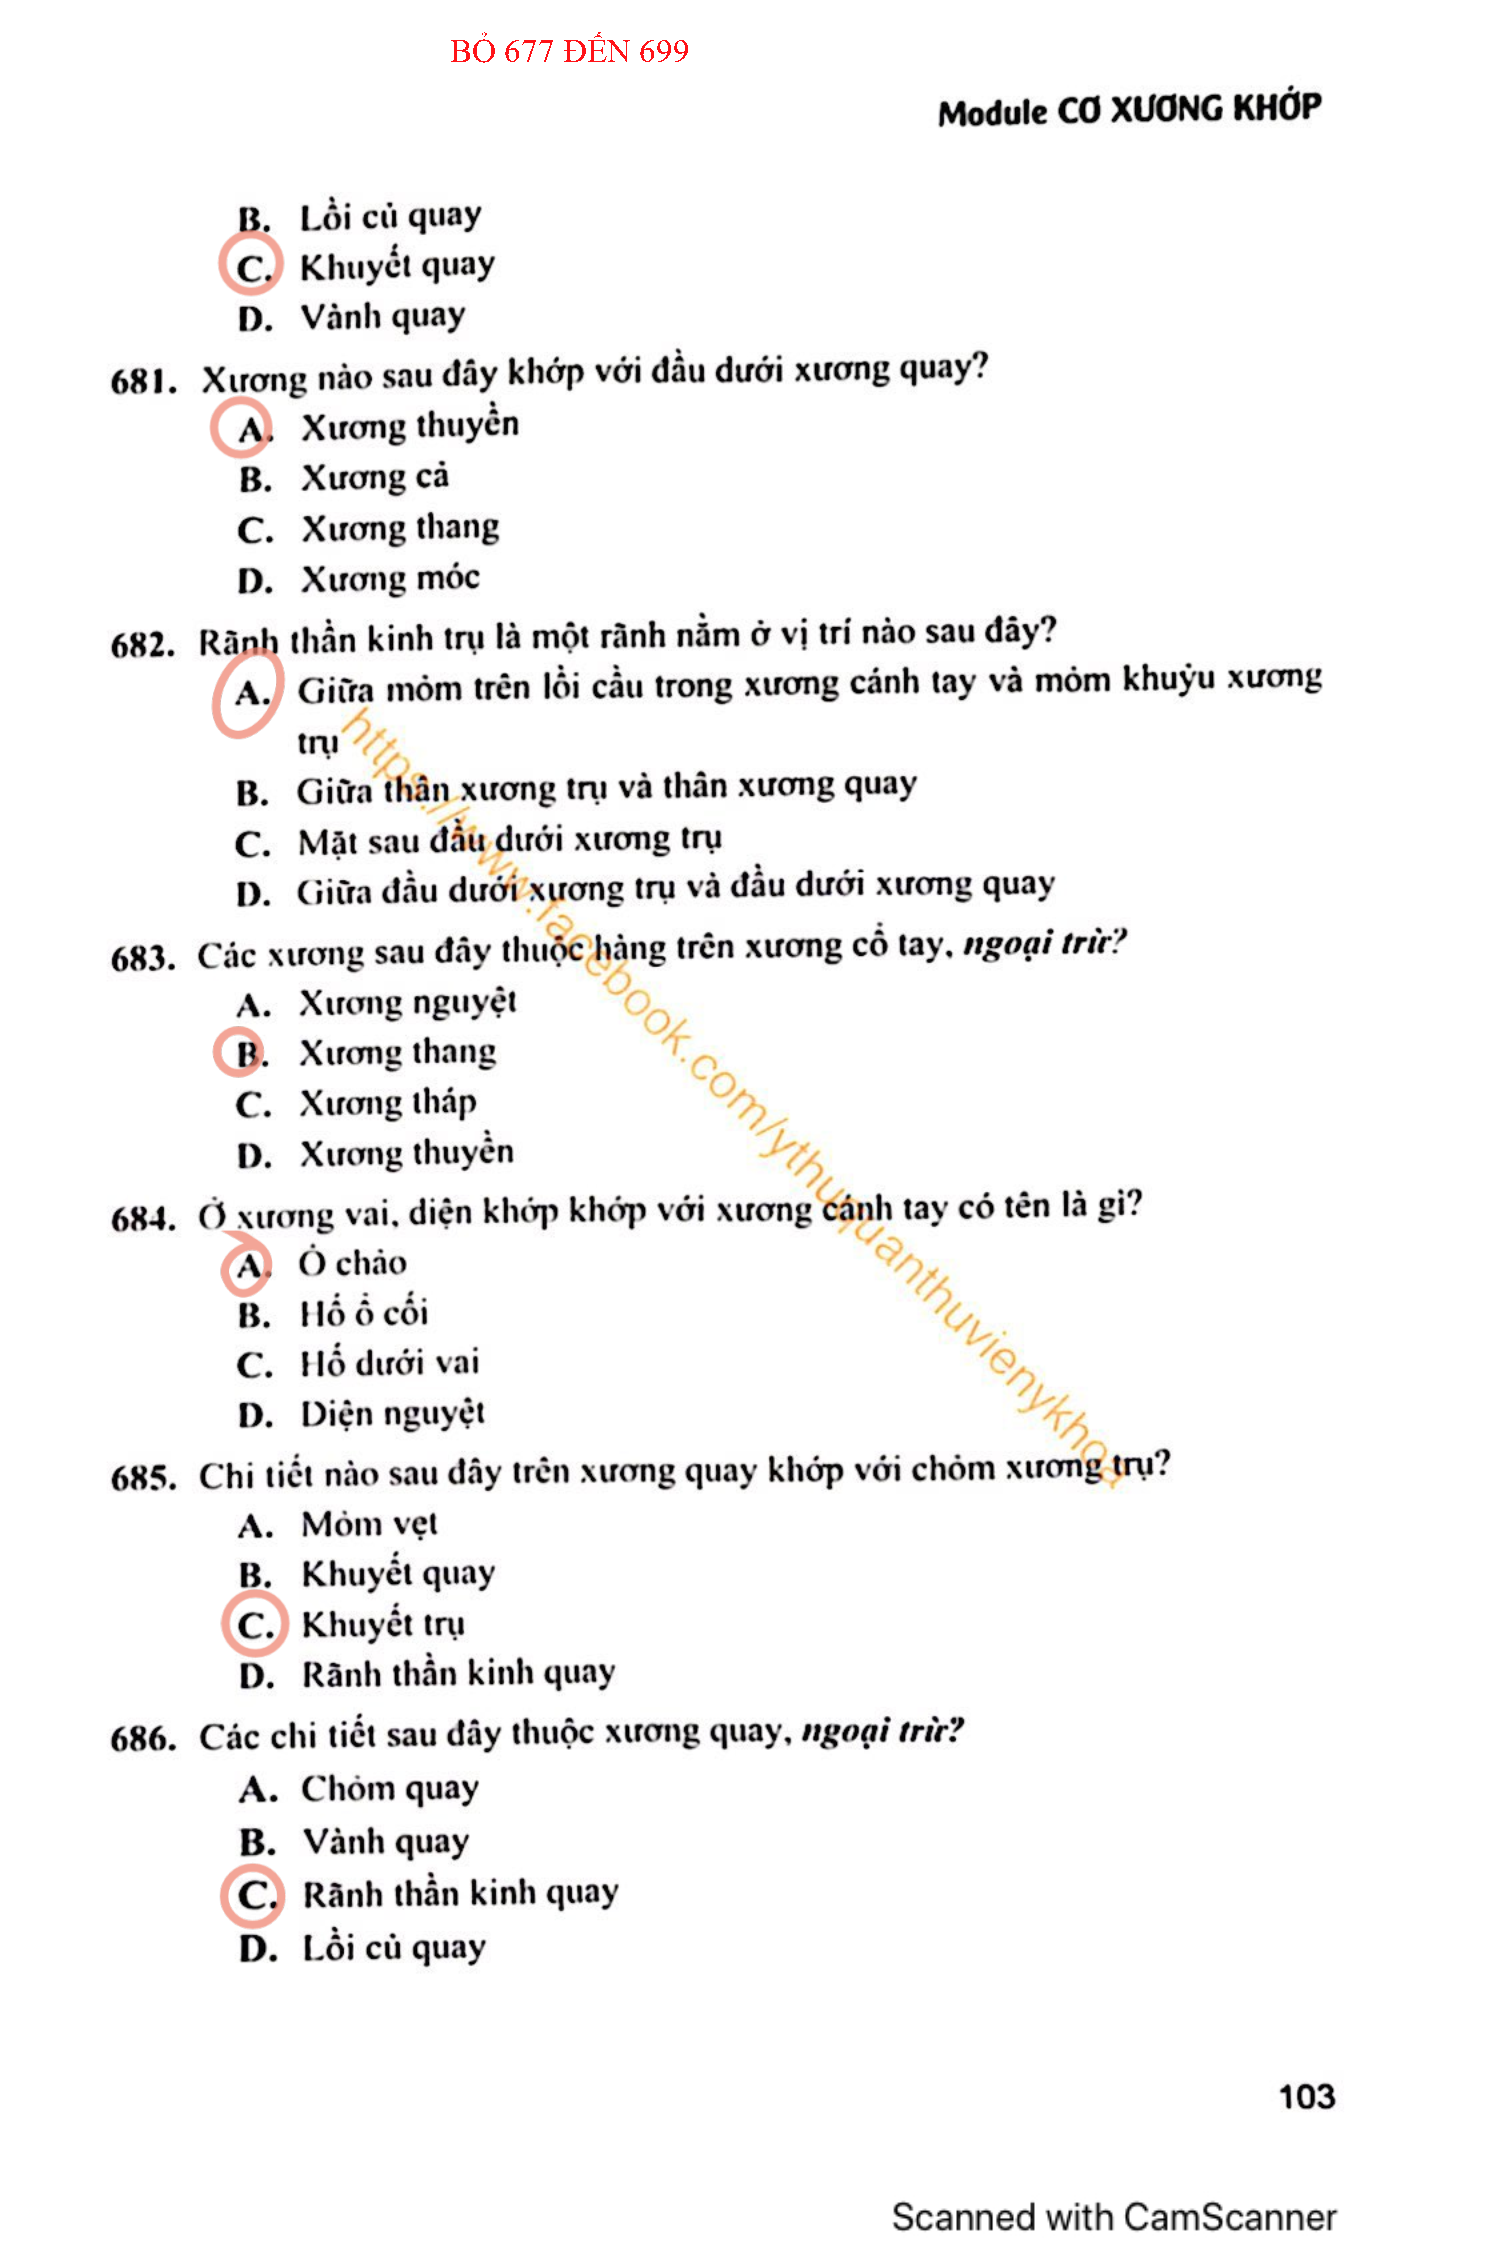 BỎ 677 ĐẾN 699
Module CƠ XƯƠNG KHỚP
B. Lồi củ quay
C. Khuyết quay
D. Vành quay
681. Xương nào sau đây khớp với đầu dưới xương quay?
A. Xương thuyền
B. Xương cả
C. Xương thang
D. Xương móc
682. Rãnh thần kinh trụ là một rãnh nằm ở vị trí nào sau đây?
A. Giữa mỏm trên lồi cầu trong xương cánh tay và mỏm khuỷu xương
trụ
B. Giữa thân xương trụ và thân xương quay
C. Mặt sau đầu dưới xương trụ
D. Giữa đầu dưới xương trụ và đầu dưới xương quay
683. Các xương sau đây thuộc hàng trên xương cổ tay, ngoại trừ?
A. Xương nguyệt
B. Xương thang
C. Xương tháp
D. Xương thuyền
684. Ở xương vai, diện khớp khớp với xương cánh tay có tên là gì?
A. Ổ chảo
B. Hố ổ cối
C. Hố dưới vai
D. Diện nguyệt
685. Chi tiết nào sau đây trên xương quay khớp với chỏm xương trụ?
A. Mỏm vẹt
B. Khuyết quay
C. Khuyết trụ
D. Rãnh thần kinh quay
686. Các chi tiết sau đây thuộc xương quay, ngoại trừ?
A. Chỏm quay
B. Vành quay
C. Rãnh thần kinh quay
D. Lồi củ quay
https://www.facebook.com/ythuquanthuvienykhoa
103
Scanned with CamScanner